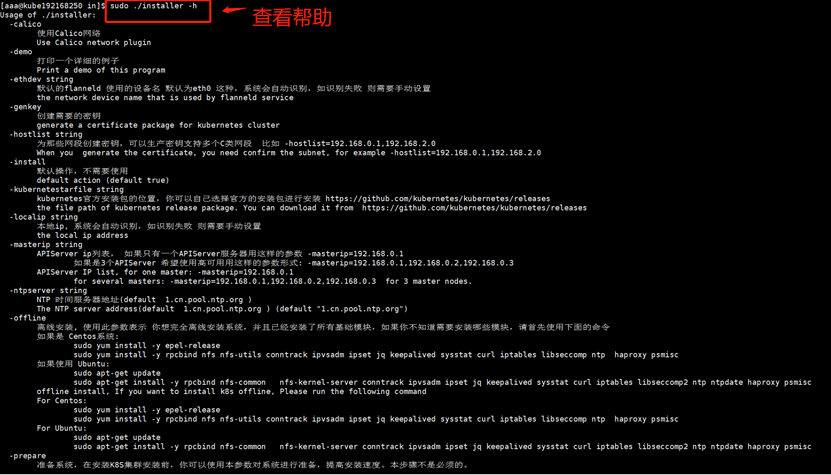 [aaa@kube192168250 in]$ sudo ./installer -h
查看帮助
Usage of ./installer:
-calico
使用Calico网络
Use Calico network plugin
-demo
打印一个详细的例子
Print a demo of this program
-ethdev string
默认的flanneld 使用的设备名 默认为eth0 这种，系统会自动识别，如识别失败 则需要手动设置
the network device name that is used by flanneld service
-genkey
创建需要的密钥
generate a certificate package for kubernetes cluster
-hostlist string
为那些网段创建密钥，可以生产密钥支持多个C类网段 比如 -hostlist=192.168.0.1,192.168.2.0
When you generate the certificate, you need confirm the subnet, for example -hostlist=192.168.0.1,192.168.2.0
-install
默认操作，不需要使用
default action (default true)
-kubernetestarfile string
kubernetes官方安装包的位置，你可以自己选择官方的安装包进行安装 https://github.com/kubernetes/kubernetes/releases
the file path of kubernetes release package. You can download it from https://github.com/kubernetes/kubernetes/releases
-localip string
本地ip，系统会自动识别，如识别失败 则需要手动设置
the local ip address
-masterip string
APIServer ip列表， 如果只有一个APIServer服务器用这样的参数 -masterip=192.168.0.1
如果是3个APIServer 希望使用高可用用这样的参数形式: -masterip=192.168.0.1,192.168.0.2,192.168.0.3
APIServer IP list, for one master: -masterip=192.168.0.1
for several masters: -masterip=192.168.0.1,192.168.0.2,192.168.0.3 for 3 master nodes.
-ntpserver string
NTP 时间服务器地址(default 1.cn.pool.ntp.org )
The NTP server address(default 1.cn.pool.ntp.org ) (default "1.cn.pool.ntp.org")
-offline
离线安装, 使用此参数表示 你想完全离线安装系统，并且已经安装了所有基础模块，如果你不知道需要安装哪些模块，请首先使用下面的命令
如果是 Centos系统:
sudo yum install -y epel-release
sudo yum install -y rpcbind nfs nfs-utils conntrack ipvsadm ipset jq keepalived sysstat curl iptables libseccomp ntp haproxy psmisc
如果使用 Ubuntu:
sudo apt-get update
sudo apt-get install -y rpcbind nfs-common nfs-kernel-server conntrack ipvsadm ipset jq keepalived sysstat curl iptables libseccomp2 ntp ntpdate haproxy psmisc
offline install, If you want to install k8s offline, Please run the following command
For Centos:
sudo yum install -y epel-release
sudo yum install -y rpcbind nfs nfs-utils conntrack ipvsadm ipset jq keepalived sysstat curl iptables libseccomp ntp haproxy psmisc
For Ubuntu:
sudo apt-get update
sudo apt-get install -y rpcbind nfs-common nfs-kernel-server conntrack ipvsadm ipset jq keepalived sysstat curl iptables libseccomp2 ntp ntpdate haproxy psmisc
-prepare
准备系统，在安装K8S集群安装前，你可以使用本参数对系统进行准备，提高安装速度。本步骤不是必须的。